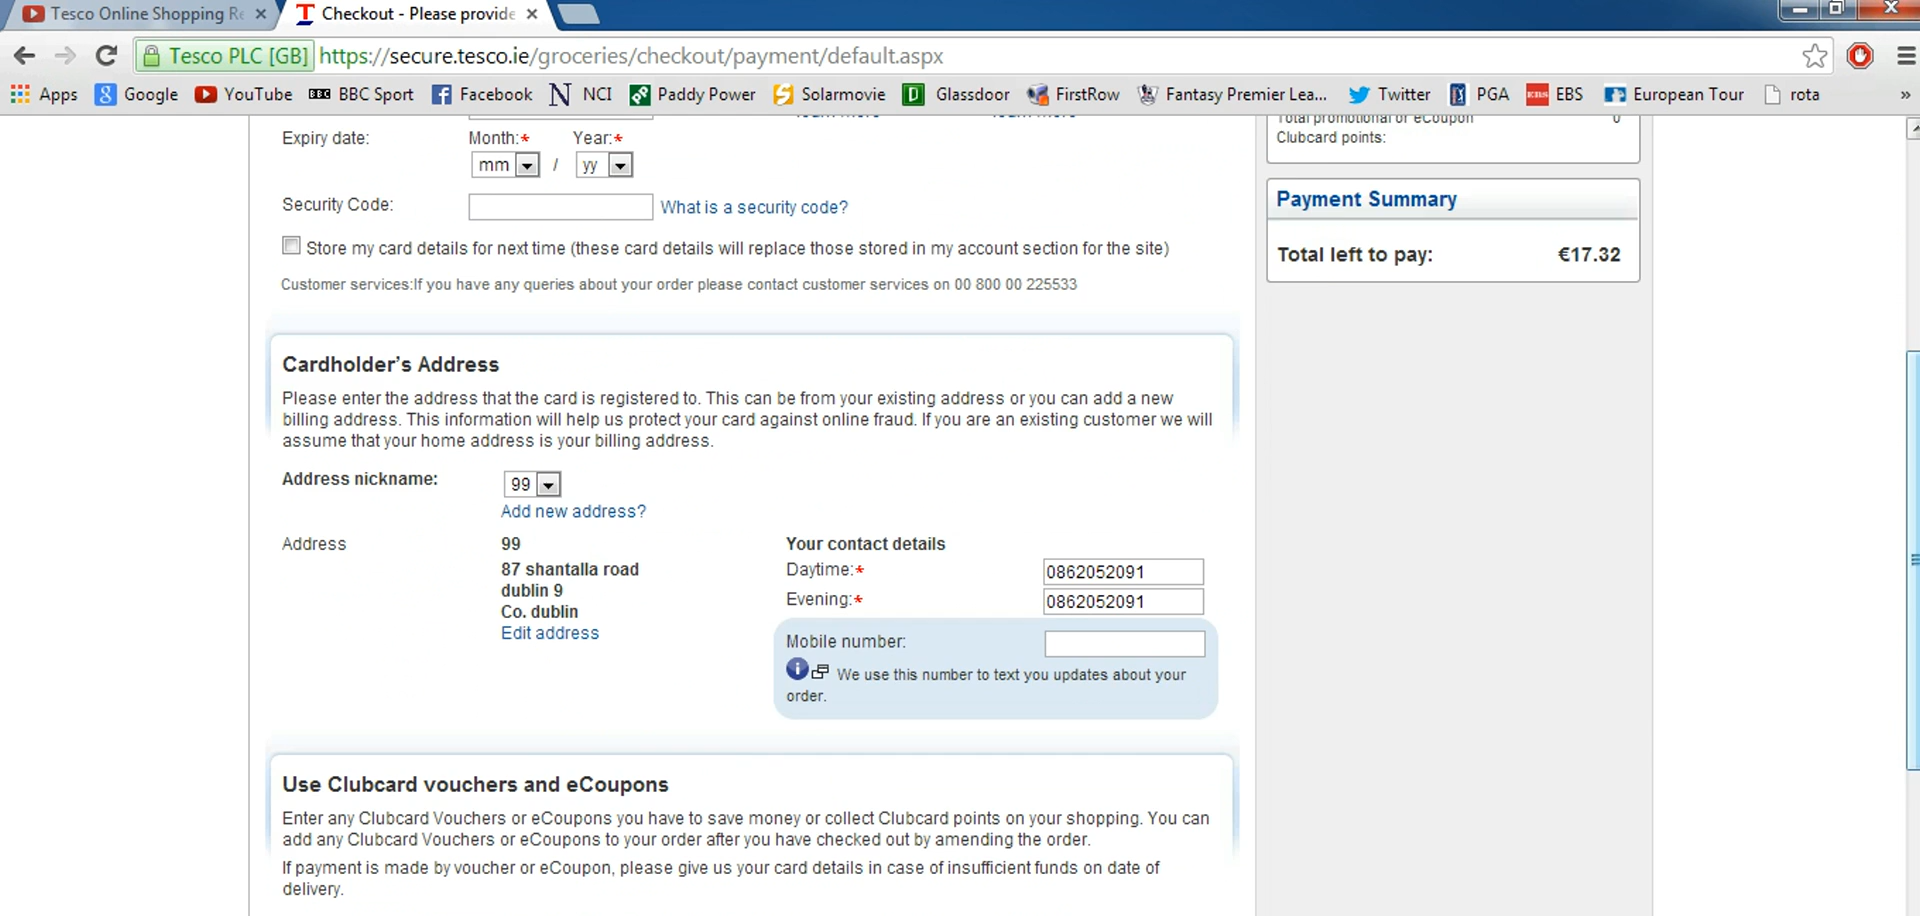 Tesco Online Shopping Re
Checkout - Please provide
Tesco PLC [GB] https://secure.tesco.ie/groceries/checkout/payment/default.aspx
Apps Google YouTube BBC Sport Facebook NCI Paddy Power Solarmovie Glassdoor FirstRow Fantasy Premier Lea... Twitter PGA EBS European Tour rota »
learn more learn more
Total promotional or eCoupon 0
Clubcard points:
Expiry date: Month:* Year:*
mm / yy
Security Code: What is a security code?
Store my card details for next time (these card details will replace those stored in my account section for the site)
Customer services:If you have any queries about your order please contact customer services on 00 800 00 225533
Payment Summary
Total left to pay: €17.32
Cardholder's Address
Please enter the address that the card is registered to. This can be from your existing address or you can add a new
billing address. This information will help us protect your card against online fraud. If you are an existing customer we will
assume that your home address is your billing address.
Address nickname: 99
Add new address?
Address 99
87 shantalla road
dublin 9
Co. dublin
Edit address
Your contact details
Daytime:* 0862052091
Evening:* 0862052091
Mobile number:
We use this number to text you updates about your
order.
Use Clubcard vouchers and eCoupons
Enter any Clubcard Vouchers or eCoupons you have to save money or collect Clubcard points on your shopping. You can
add any Clubcard Vouchers or eCoupons to your order after you have checked out by amending the order.
If payment is made by voucher or eCoupon, please give us your card details in case of insufficient funds on date of
delivery.